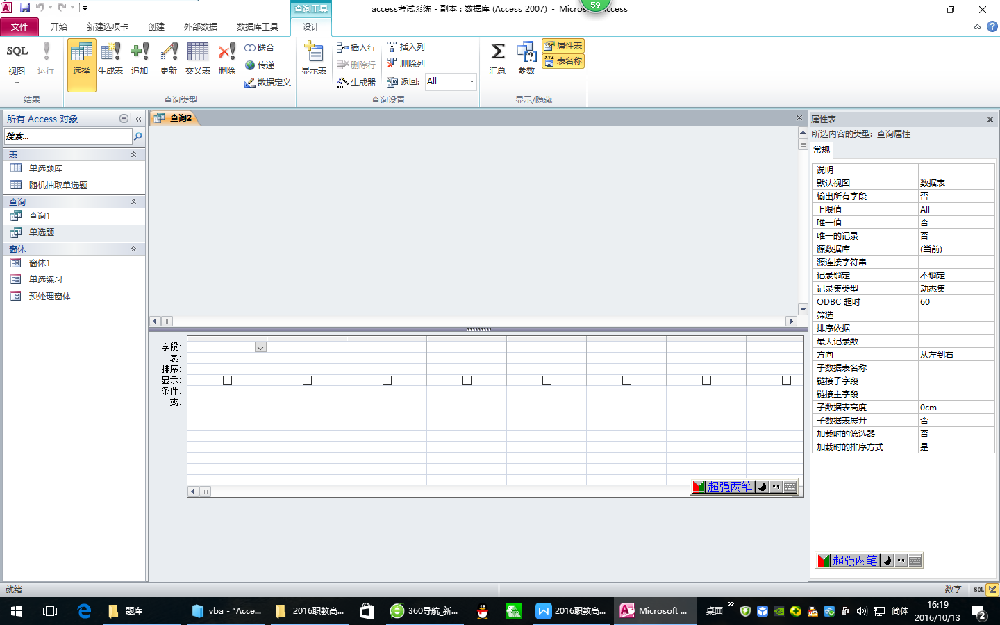 access考试系统 - 副本 : 数据库 (Access 2007) - Micros Access
59
查询工具
文件 开始 新建选项卡 创建 外部数据 数据库工具 设计
SQL 视图 运行
结果
选择 生成表 追加 更新 交叉表 删除
联合
传递
数据定义
查询类型
显示表
插入行
删除行
生成器
插入列
删除列
返回: All
查询设置
汇总 参数
属性表
表名称
显示/隐藏
所有 Access 对象
搜索...
表
单选题库
随机抽取单选题
查询
查询1
单选题
窗体
窗体1
单选练习
预处理窗体
查询2
字段:
表:
排序:
显示:
条件:
或:
超强两笔
属性表
所选内容的类型: 查询属性
常规
说明
默认视图 数据表
输出所有字段 否
上限值 All
唯一值 否
唯一的记录 否
源数据库 (当前)
源连接字符串
记录锁定 不锁定
记录集类型 动态集
ODBC 超时 60
筛选
排序依据
最大记录数
方向 从左到右
子数据表名称
链接子字段
链接主字段
子数据表高度 0cm
子数据表展开 否
加载时的筛选器 否
加载时的排序方式 是
超强两笔
就绪 数字 SQL
题库 vba - “Acce... 2016职教高... 360导航_新... 2016职教高... Microsoft ... 桌面 » 简体 16:19
2016/10/13 2